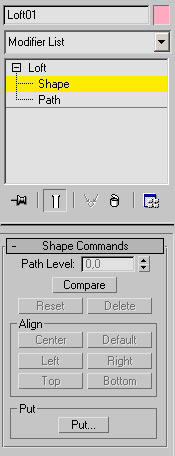 Loft01
Modifier List
Loft
Shape
Path
Shape Commands
Path Level: 0,0
Compare
Reset Delete
Align
Center Default
Left Right
Top Bottom
Put
Put...